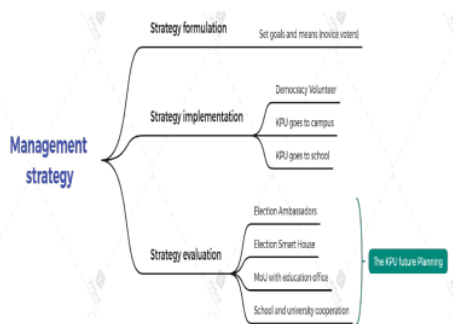 Management
strategy
Strategy formulation
Set goals and means (novice voters)
Strategy implementation
Democracy Volunteer
KPU goes to campus
KPU goes to school
Strategy evaluation
Election Ambassadors
Election Smart House
MoU with education office
School and university cooperation
The KPU future Planning